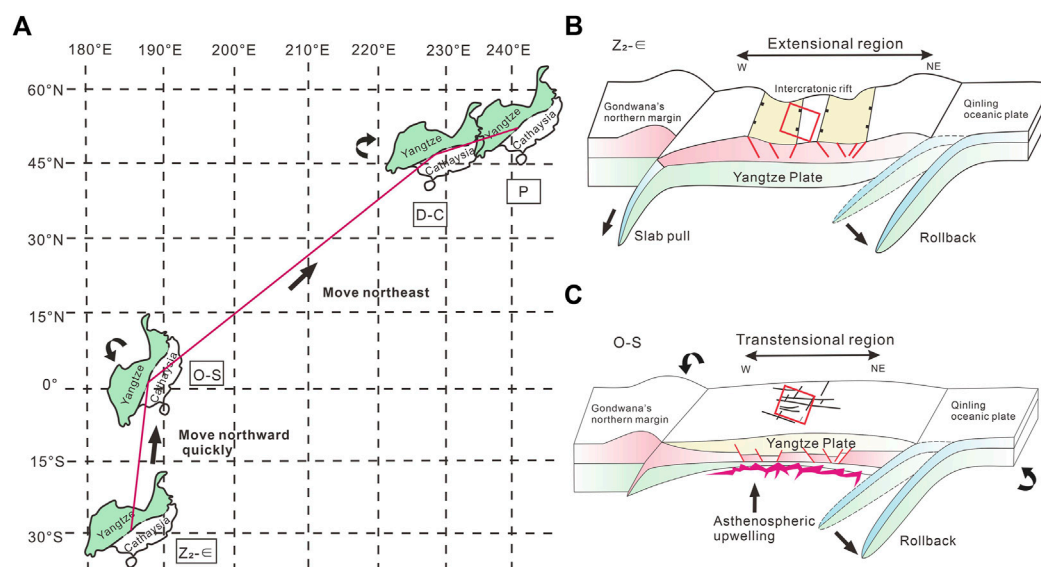 A
180°E 190°E 200°E 210°E 220°E 230°E 240°E
60°N
45°N
30°N
15°N
0°
15°S
30°S
Yangtze
Cathaysia
P
Yangtze
Cathaysia
D-C
Move northeast
Yangtze
Cathaysia
O-S
Move northward
quickly
Yangtze
Cathaysia
Z₂-∈
B
Z₂-∈
Extensional region
W
NE
Intercratonic rift
Gondwana's
northern margin
Qinling
oceanic plate
Yangtze Plate
Slab pull
Rollback
C
O-S
Transtensional region
W
NE
Gondwana's
northern margin
Qinling
oceanic plate
Yangtze Plate
Asthenospheric
upwelling
Rollback